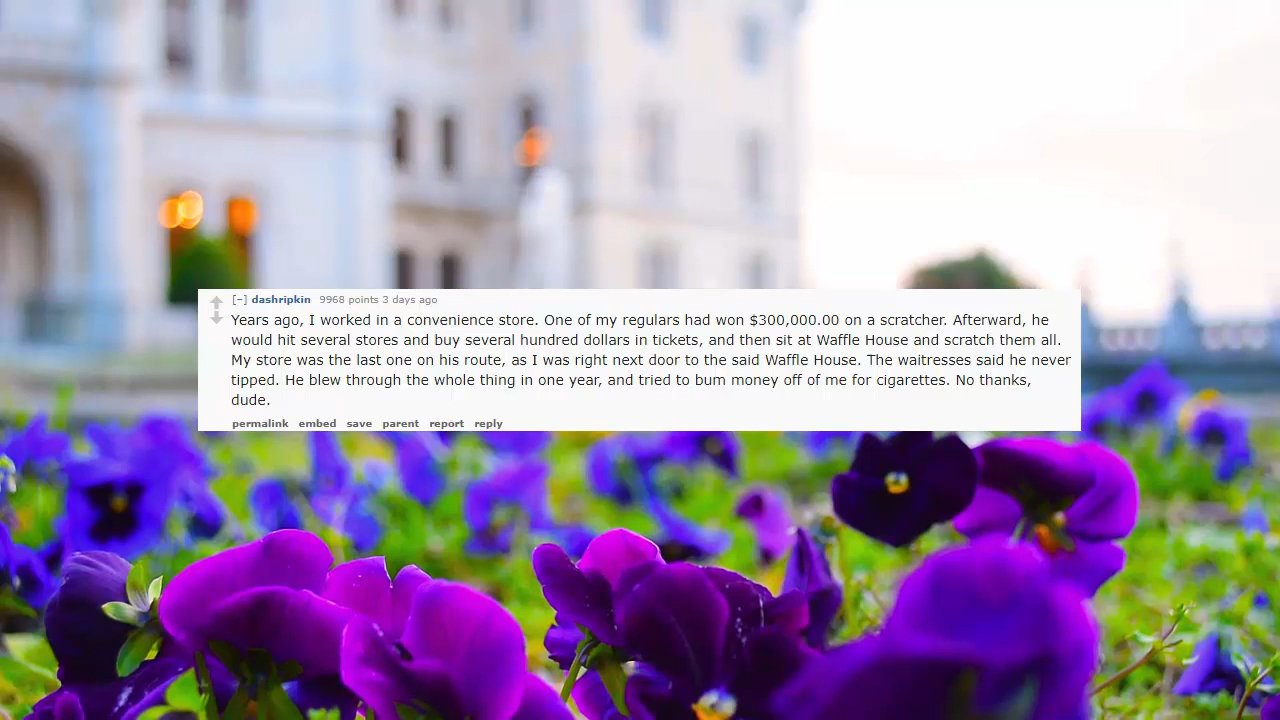 [–] dashripkin 9968 points 3 days ago
Years ago, I worked in a convenience store. One of my regulars had won $300,000.00 on a scratcher. Afterward, he
would hit several stores and buy several hundred dollars in tickets, and then sit at Waffle House and scratch them all.
My store was the last one on his route, as I was right next door to the said Waffle House. The waitresses said he never
tipped. He blew through the whole thing in one year, and tried to bum money off of me for cigarettes. No thanks,
dude.
permalink embed save parent report reply